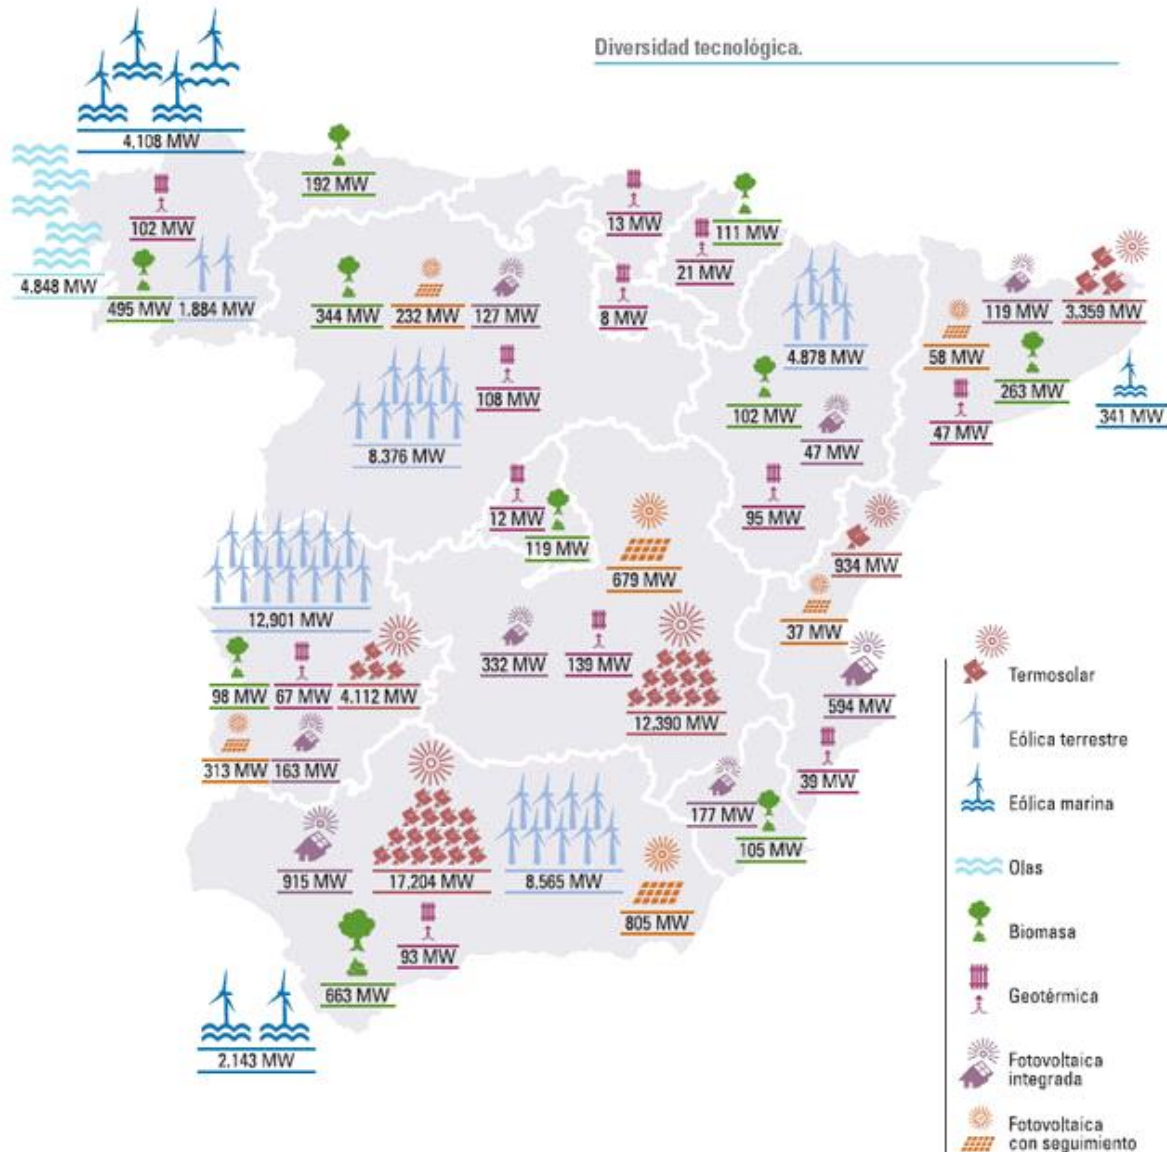 Diversidad tecnológica.
4,108 MW
192 MW
102 MW
13 MW
111 MW
21 MW
4.848 MW
495 MW
1.884 MW
344 MW
232 MW
127 MW
8 MW
4.878 MW
119 MW
3,359 MW
58 MW
263 MW
341 MW
108 MW
102 MW
47 MW
47 MW
8.376 MW
12 MW
119 MW
95 MW
679 MW
934 MW
12,901 MW
37 MW
332 MW
139 MW
98 MW
67 MW
4.112 MW
12.390 MW
594 MW
313 MW
163 MW
39 MW
177 MW
105 MW
915 MW
17,204 MW
8,565 MW
805 MW
93 MW
663 MW
2,143 MW
Termosolar
Eólica terrestre
Eólica marina
Olas
Biomasa
Geotérmica
Fotovoltaica
integrada
Fotovoltaica
con seguimiento